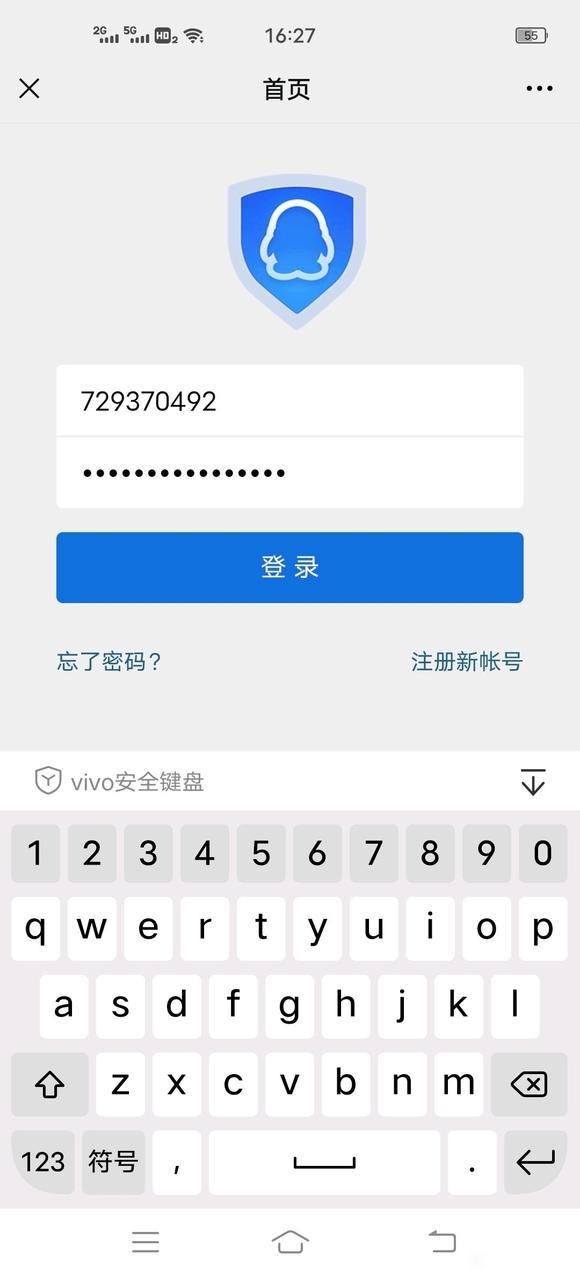 2G 5G HD2 16:27 55
首页
729370492
••••••••••••••••
登录
忘了密码？ 注册新帐号
vivo安全键盘
1 2 3 4 5 6 7 8 9 0
q w e r t y u i o p
a s d f g h j k l
z x c v b n m
123 符号 , .